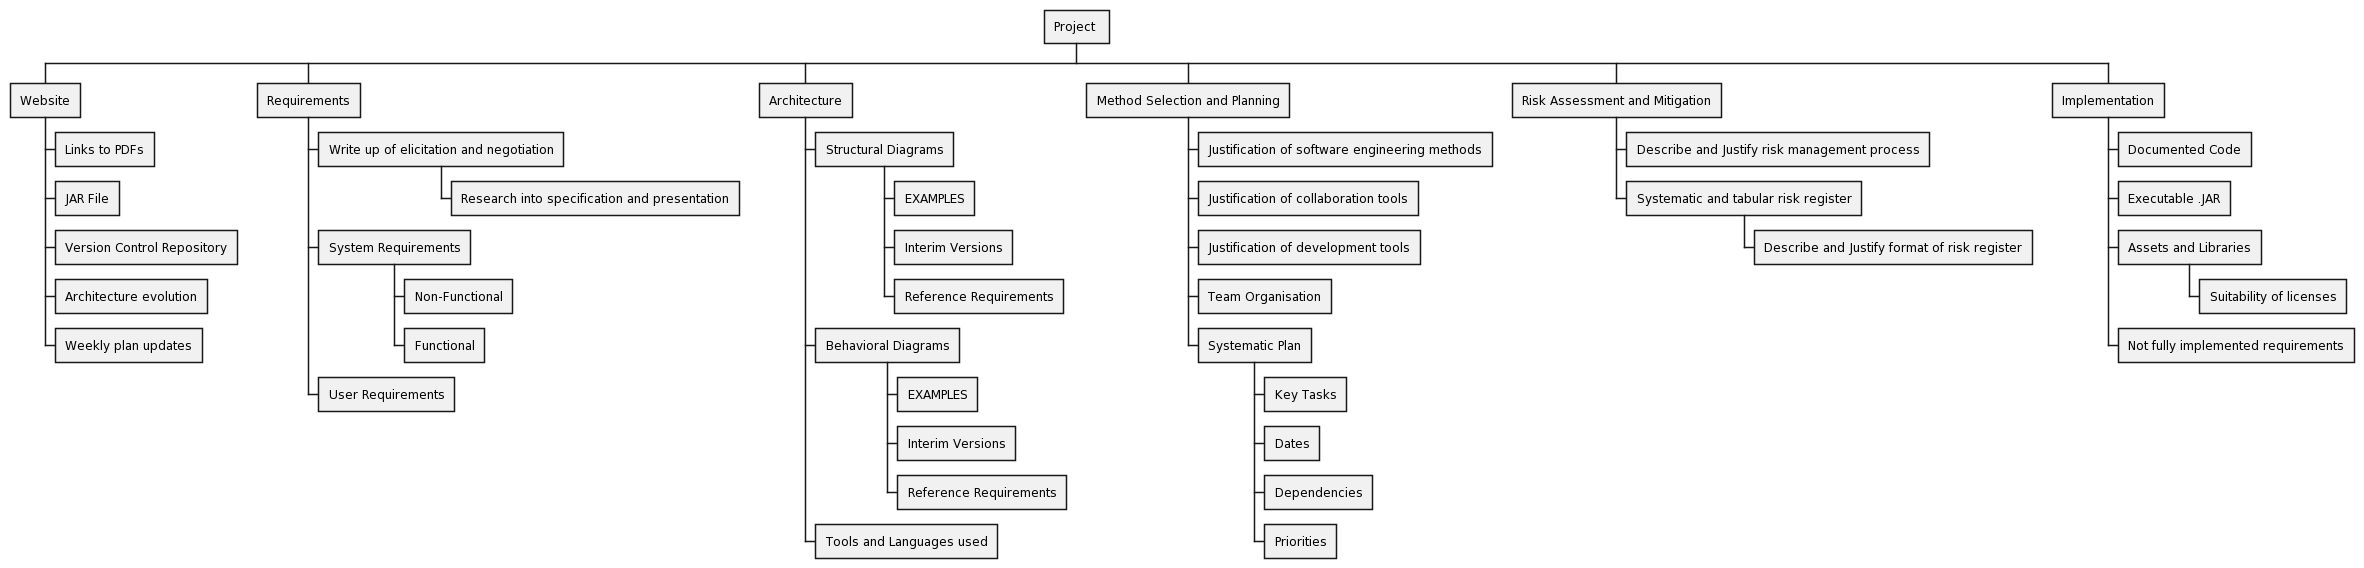 Project
Website
Links to PDFs
JAR File
Version Control Repository
Architecture evolution
Weekly plan updates
Requirements
Write up of elicitation and negotiation
Research into specification and presentation
System Requirements
Non-Functional
Functional
User Requirements
Architecture
Structural Diagrams
EXAMPLES
Interim Versions
Reference Requirements
Behavioral Diagrams
EXAMPLES
Interim Versions
Reference Requirements
Tools and Languages used
Method Selection and Planning
Justification of software engineering methods
Justification of collaboration tools
Justification of development tools
Team Organisation
Systematic Plan
Key Tasks
Dates
Dependencies
Priorities
Risk Assessment and Mitigation
Describe and Justify risk management process
Systematic and tabular risk register
Describe and Justify format of risk register
Implementation
Documented Code
Executable .JAR
Assets and Libraries
Suitability of licenses
Not fully implemented requirements